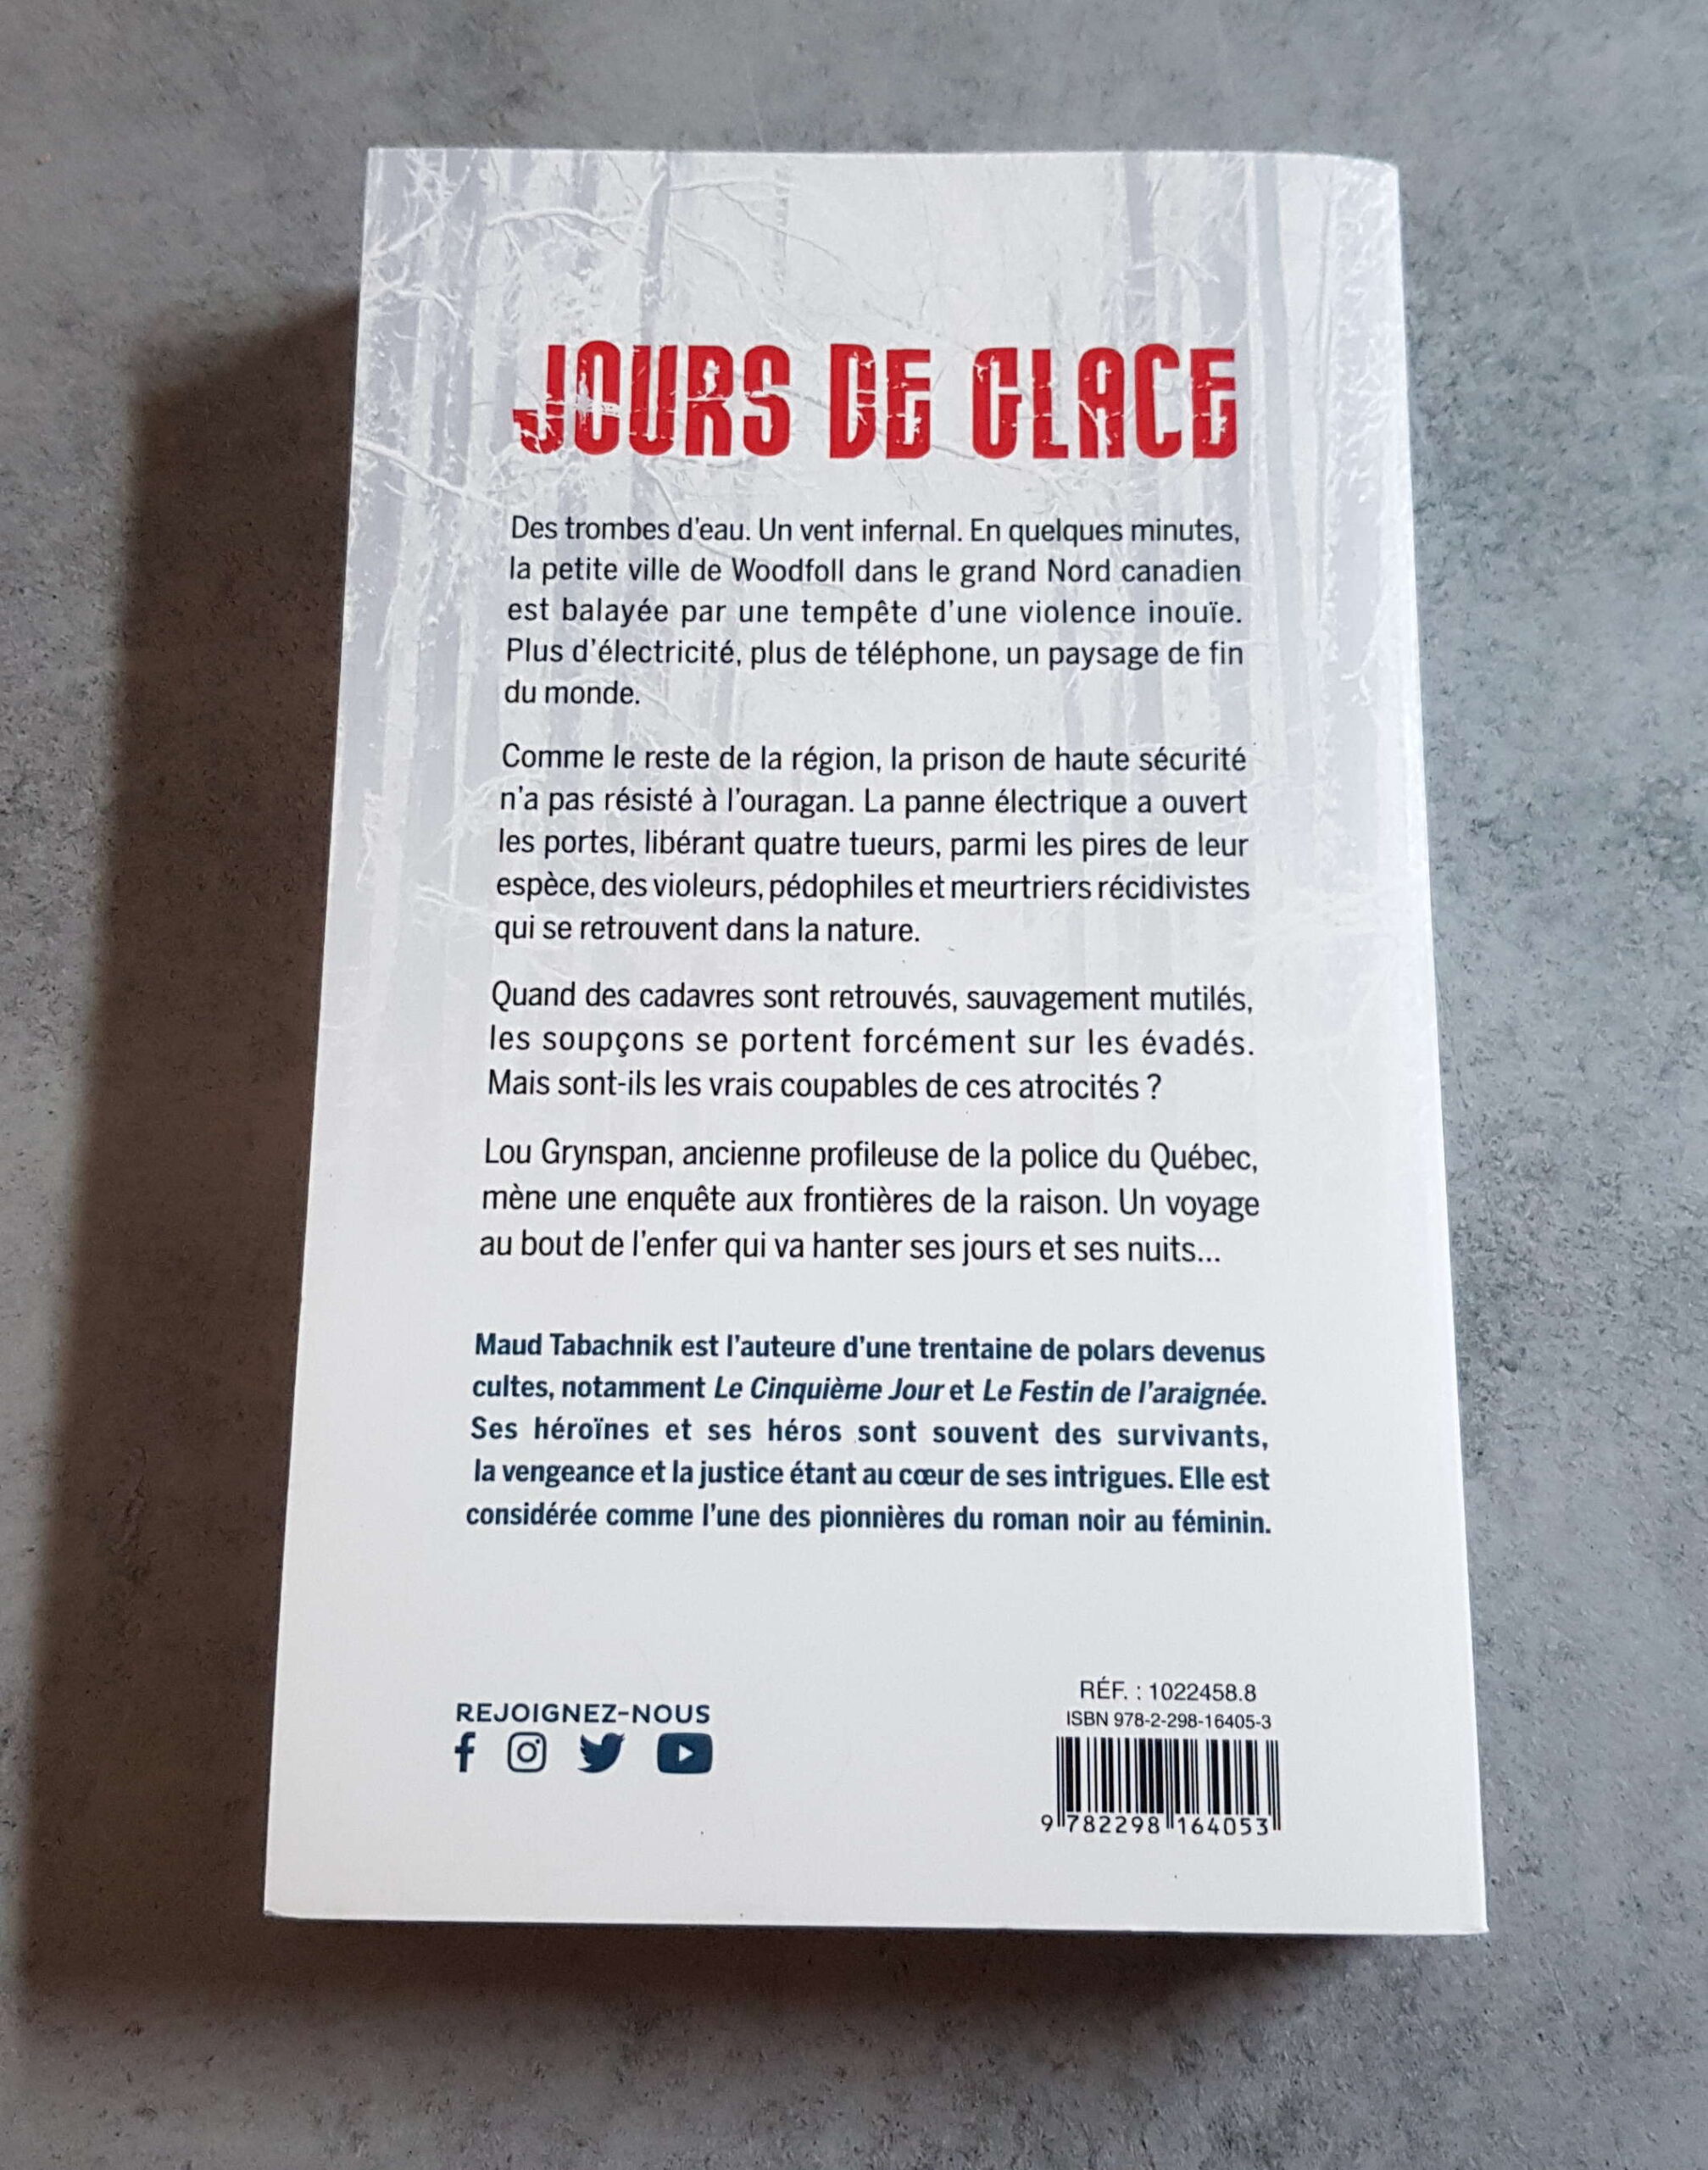 JOURS DE GLACE
Des trombes d'eau. Un vent infernal. En quelques minutes,
la petite ville de Woodfoll dans le grand Nord canadien
est balayée par une tempête d'une violence inouïe.
Plus d'électricité, plus de téléphone, un paysage de fin
du monde.
Comme le reste de la région, la prison de haute sécurité
n'a pas résisté à l'ouragan. La panne électrique a ouvert
les portes, libérant quatre tueurs, parmi les pires de leur
espèce, des violeurs, pédophiles et meurtriers récidivistes
qui se retrouvent dans la nature.
Quand des cadavres sont retrouvés, sauvagement mutilés,
les soupçons se portent forcément sur les évadés.
Mais sont-ils les vrais coupables de ces atrocités ?
Lou Grynspan, ancienne profileuse de la police du Québec,
mène une enquête aux frontières de la raison. Un voyage
au bout de l'enfer qui va hanter ses jours et ses nuits...
Maud Tabachnik est l'auteure d'une trentaine de polars devenus
cultes, notamment Le Cinquième Jour et Le Festin de l'araignée.
Ses héroïnes et ses héros sont souvent des survivants,
la vengeance et la justice étant au cœur de ses intrigues. Elle est
considérée comme l'une des pionnières du roman noir au féminin.
REJOIGNEZ-NOUS
RÉF. : 1022458.8
ISBN 978-2-298-16405-3
9 782298 164053